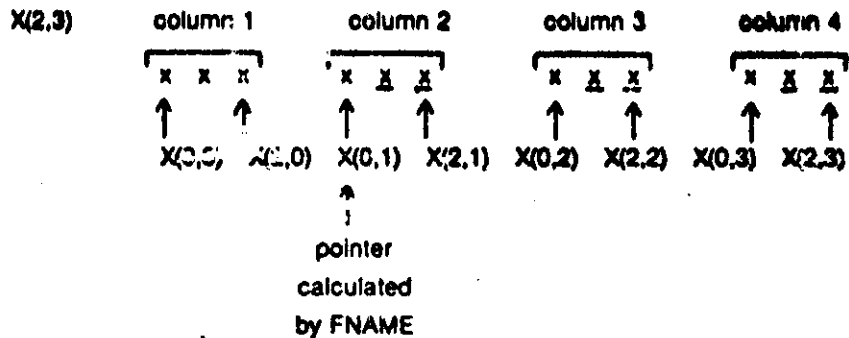 X(2,3) column 1 column 2 column 3 column 4
x x x x x x x x x x x x
X(0,1) X(2,1) X(0,2) X(2,2) X(0,3) X(2,3)
pointer
calculated
by FNAME